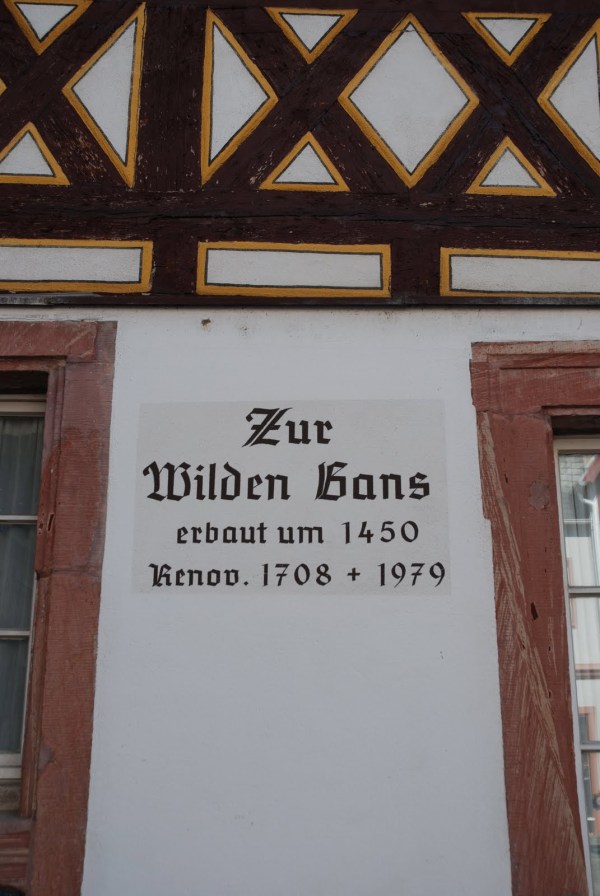 Zur
Wilden Gans
erbaut um 1450
Renov. 1708 + 1979